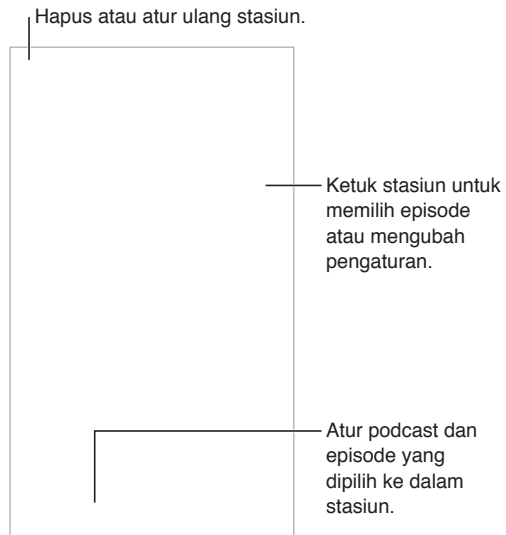 Hapus atau atur ulang stasiun.
Ketuk stasiun untuk
memilih episode
atau mengubah
pengaturan.
Atur podcast dan
episode yang
dipilih ke dalam
stasiun.